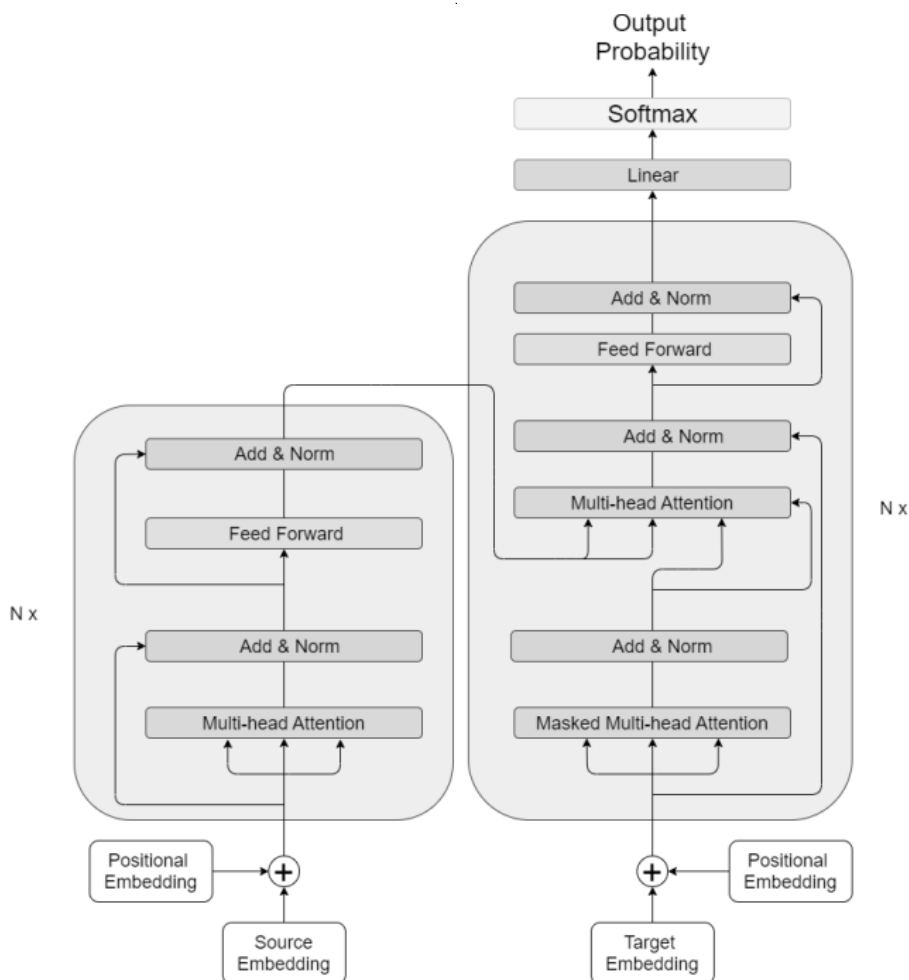 Output
Probability
Softmax
Linear
Add & Norm
Feed Forward
Add & Norm
Multi-head Attention
N x
Add & Norm
Masked Multi-head Attention
Add & Norm
Feed Forward
N x
Add & Norm
Multi-head Attention
Positional
Embedding
Source
Embedding
Positional
Embedding
Target
Embedding